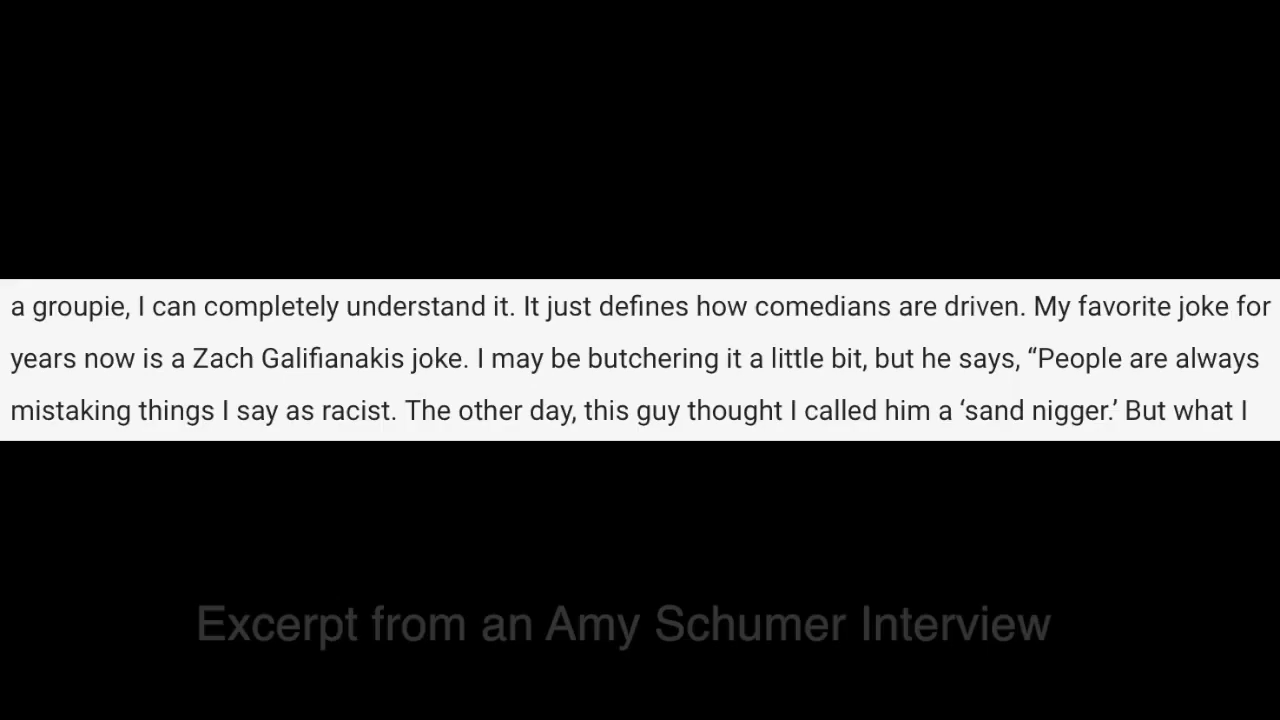 a groupie, I can completely understand it. It just defines how comedians are driven. My favorite joke for
years now is a Zach Galifianakis joke. I may be butchering it a little bit, but he says, “People are always
mistaking things I say as racist. The other day, this guy thought I called him a ‘sand nigger.’ But what I
Excerpt from an Amy Schumer Interview